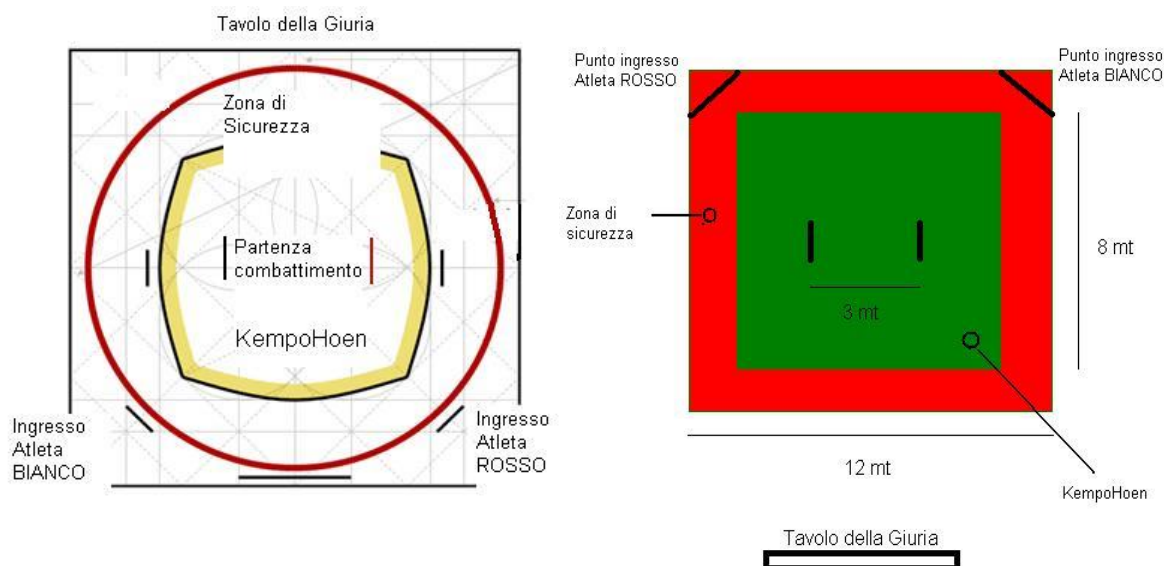 Tavolo della Giuria
Zona di
Sicurezza
Partenza
combattimento
KempoHoen
Ingresso
Atleta
BIANCO
Ingresso
Atleta
ROSSO
Punto ingresso
Atleta ROSSO
Punto ingresso
Atleta BIANCO
Zona di
sicurezza
8 mt
3 mt
12 mt
KempoHoen
Tavolo della Giuria